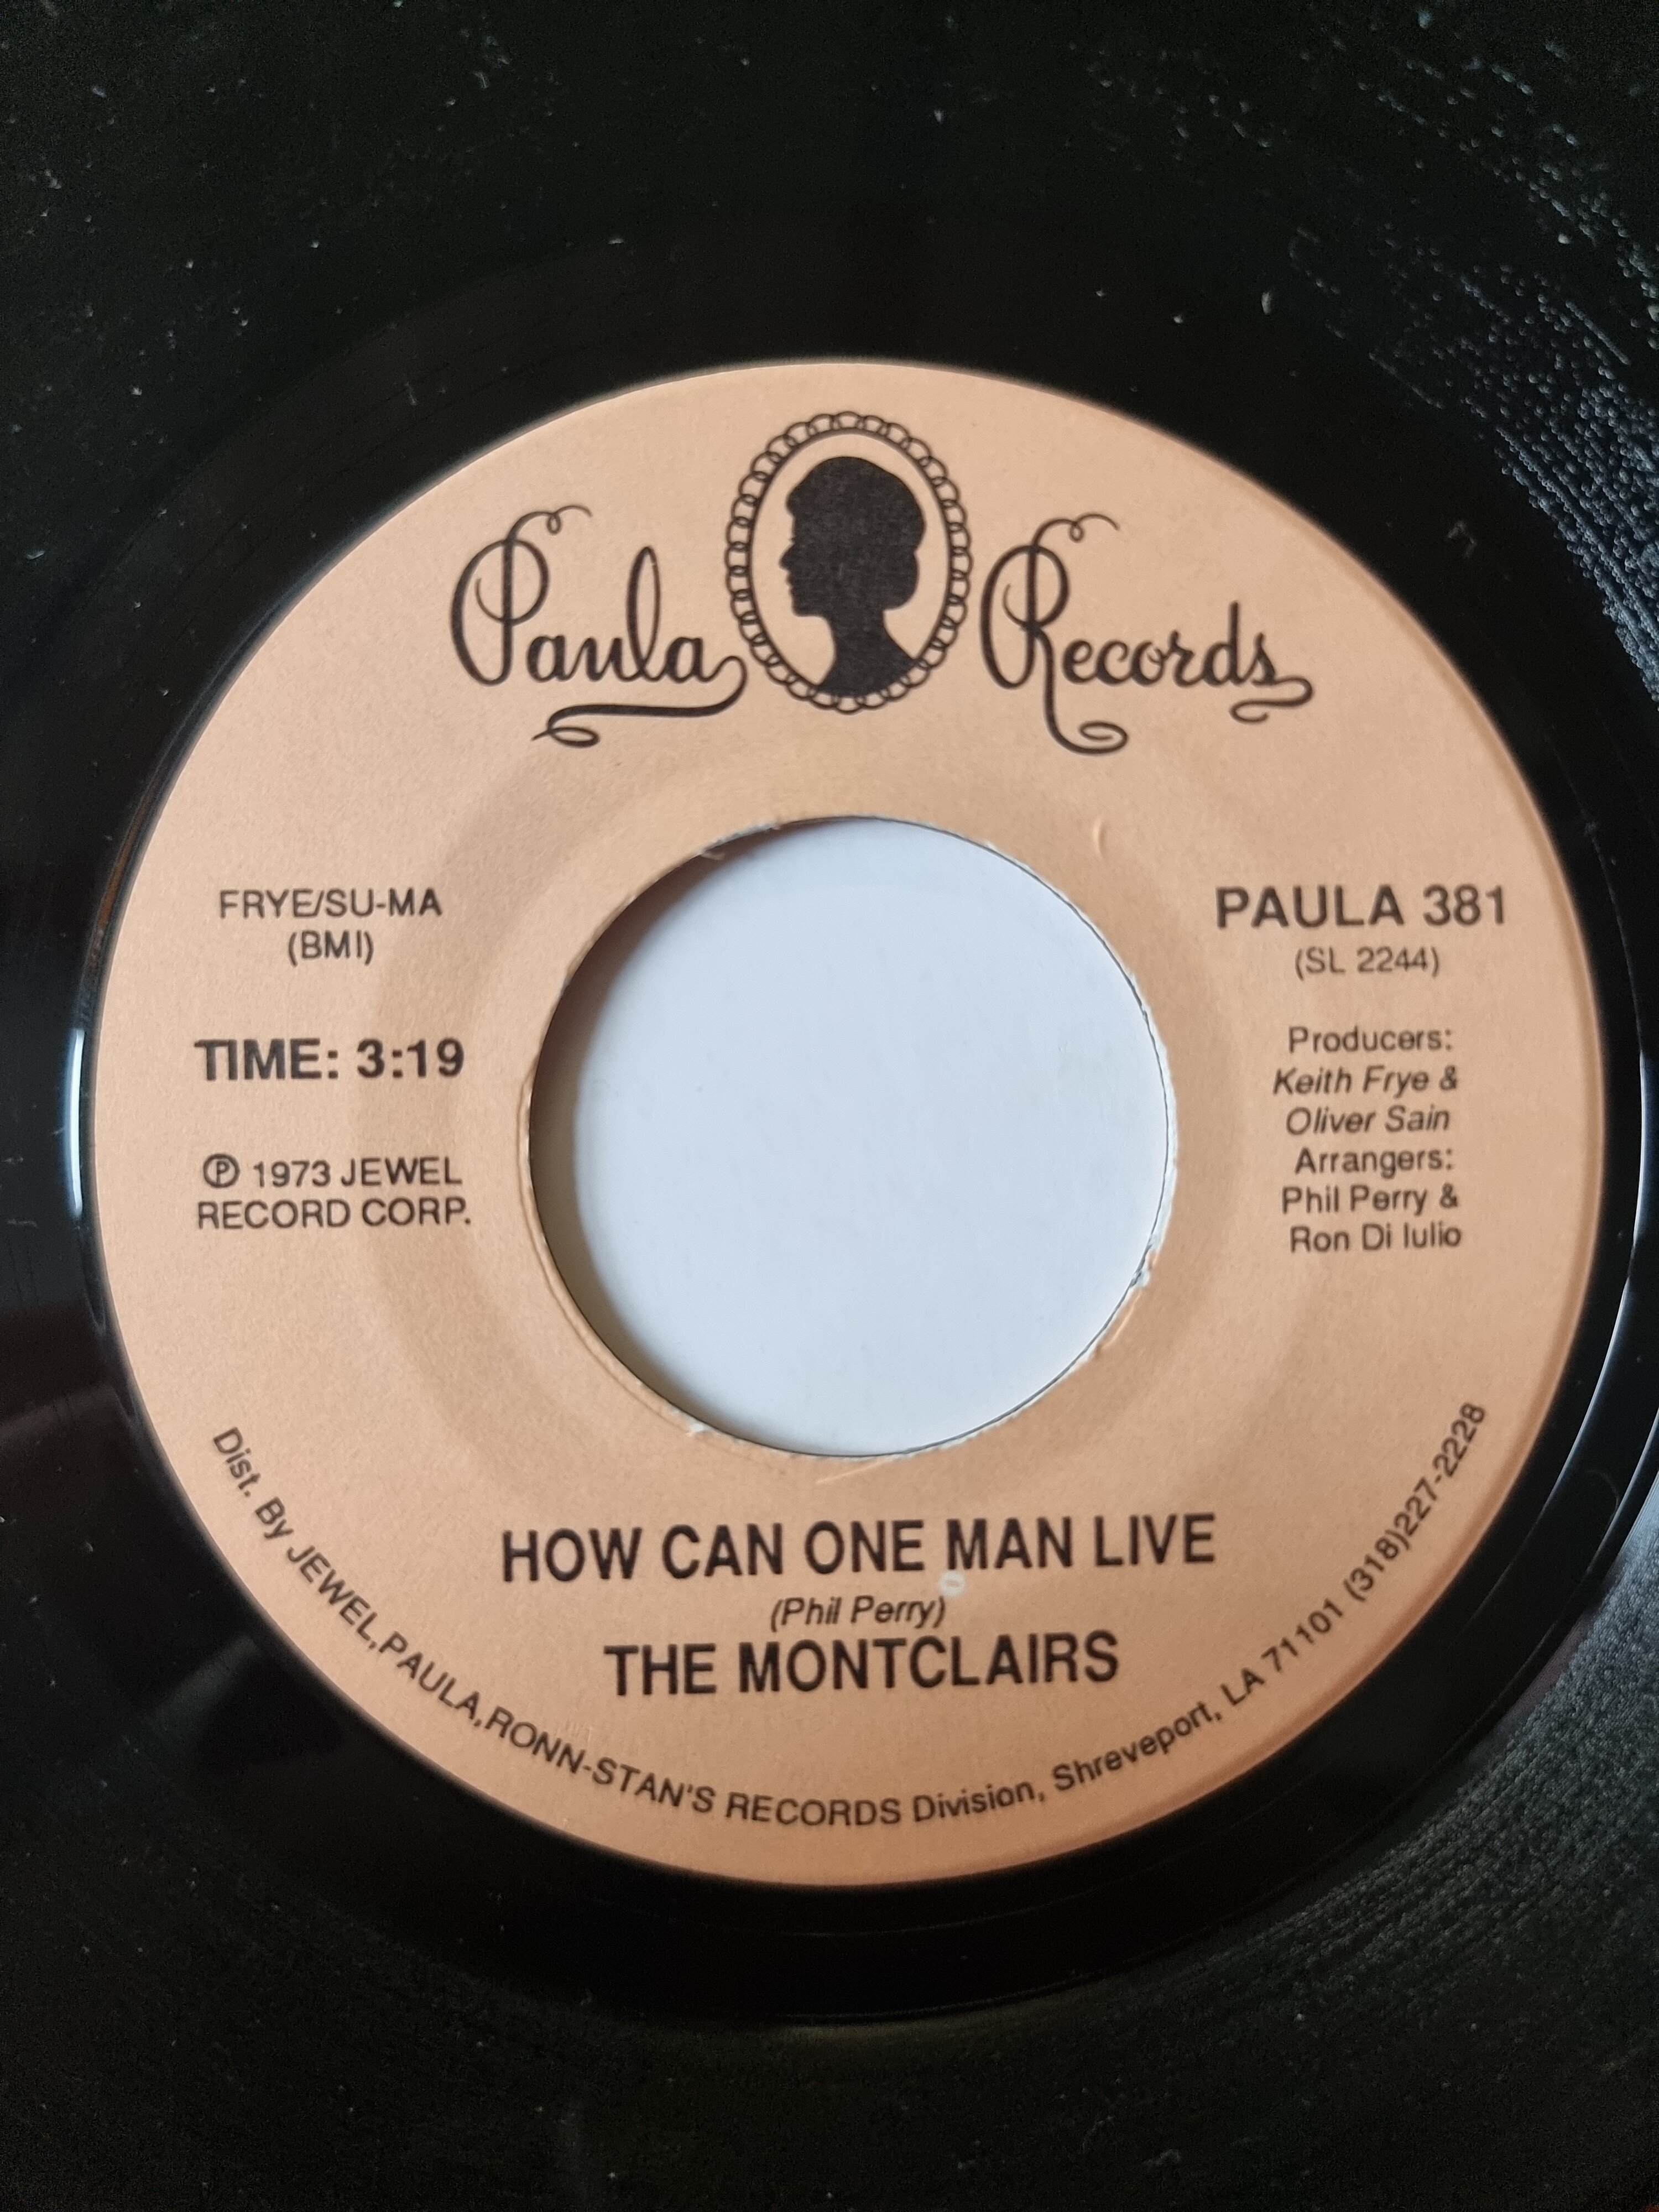 Paula Records
FRYE/SU-MA
(BMI)
TIME: 3:19
℗ 1973 JEWEL
RECORD CORP.
PAULA 381
(SL 2244)
Producers:
Keith Frye &
Oliver Sain
Arrangers:
Phil Perry &
Ron Di Iulio
HOW CAN ONE MAN LIVE
(Phil Perry)
THE MONTCLAIRS
Dist. By JEWEL,PAULA,RONN-STAN'S RECORDS Division, Shreveport, LA 71101 (318)227-2228